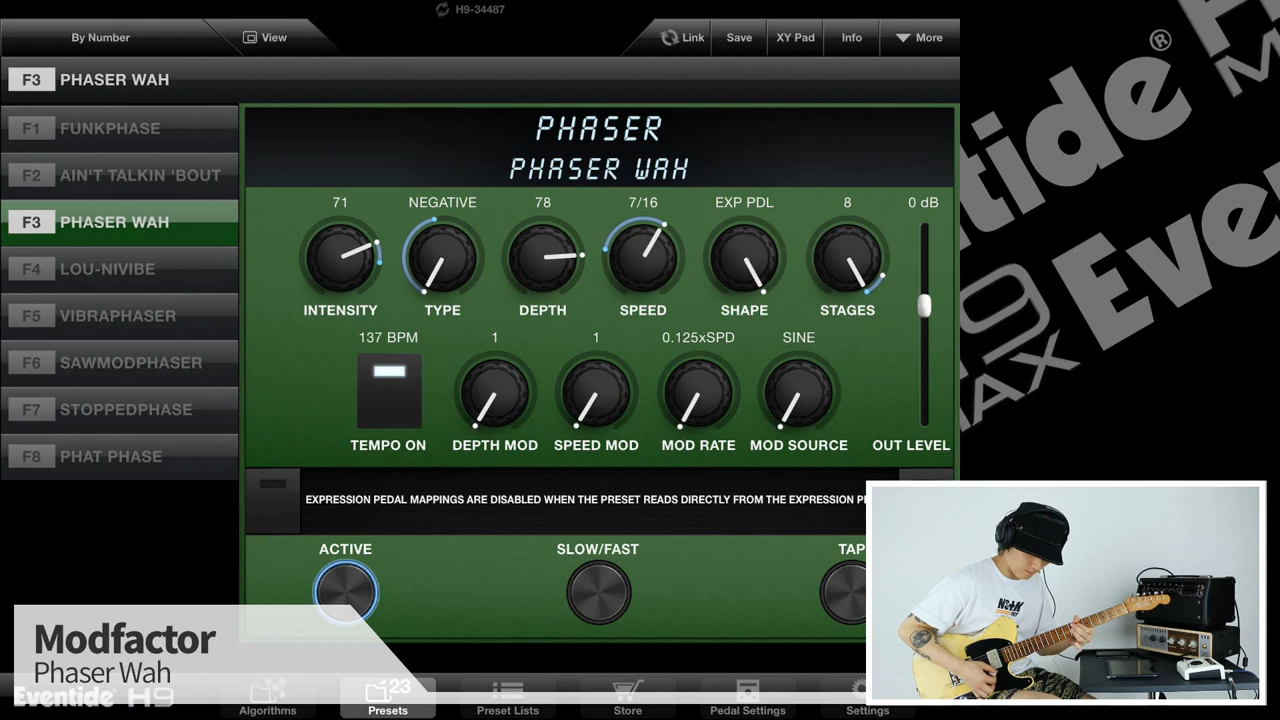 H9-34487
By Number
View
Link
Save
XY Pad
Info
More
F3 PHASER WAH
F1 FUNKPHASE
F2 AIN'T TALKIN 'BOUT
F3 PHASER WAH
F4 LOU-NIVIBE
F5 VIBRAPHASER
F6 SAWMODPHASER
F7 STOPPEDPHASE
F8 PHAT PHASE
PHASER
PHASER WAH
71 NEGATIVE 78 7/16 EXP PDL 8 0 dB
INTENSITY TYPE DEPTH SPEED SHAPE STAGES
137 BPM 1 1 0.125xSPD SINE
TEMPO ON DEPTH MOD SPEED MOD MOD RATE MOD SOURCE OUT LEVEL
EXPRESSION PEDAL MAPPINGS ARE DISABLED WHEN THE PRESET READS DIRECTLY FROM THE EXPRESSION
ACTIVE SLOW/FAST TAP
Modfactor
Phaser Wah
Eventide H9
Algorithms
23
Presets
Preset Lists
Store
Pedal Settings
Settings
tide®
Eve
H9
MAX